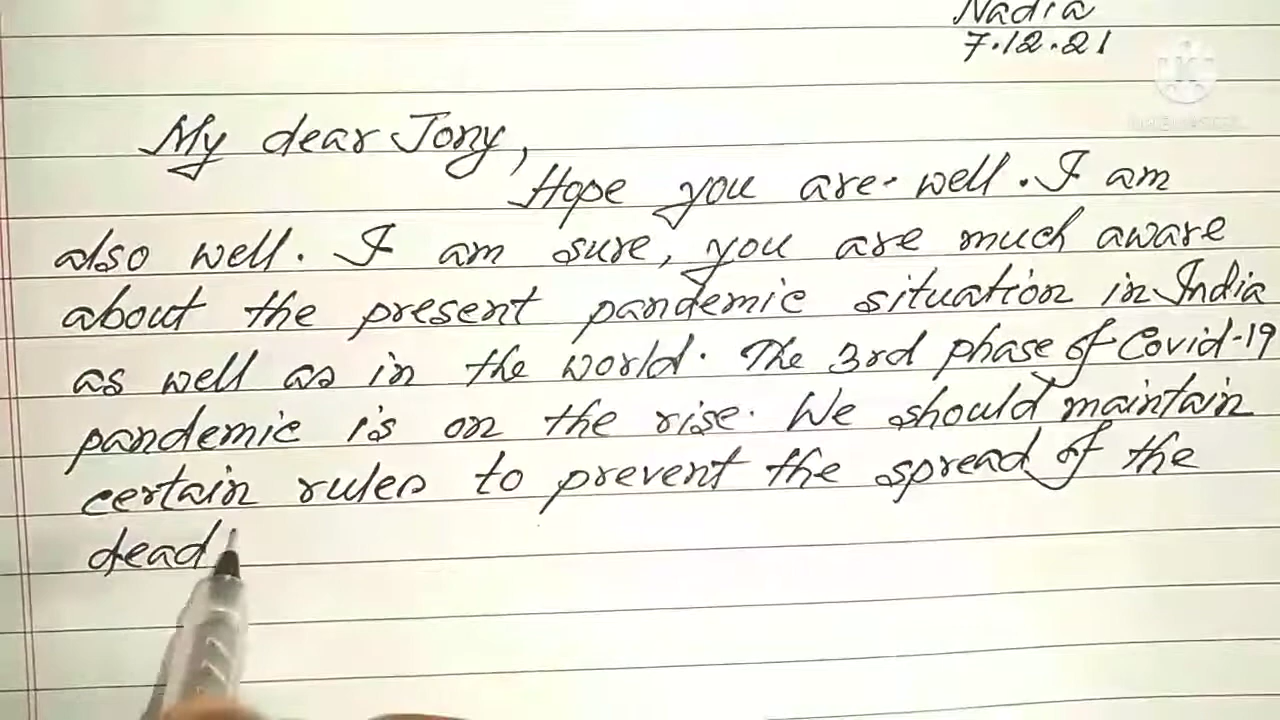 Nadia
7.12.21
My dear Jony,
Hope you are well. I am
also well. I am sure, you are much aware
about the present pandemic situation in India
as well as in the world. The 3rd phase of Covid-19
pandemic is on the rise. We should maintain
certain rules to prevent the spread of the
dead